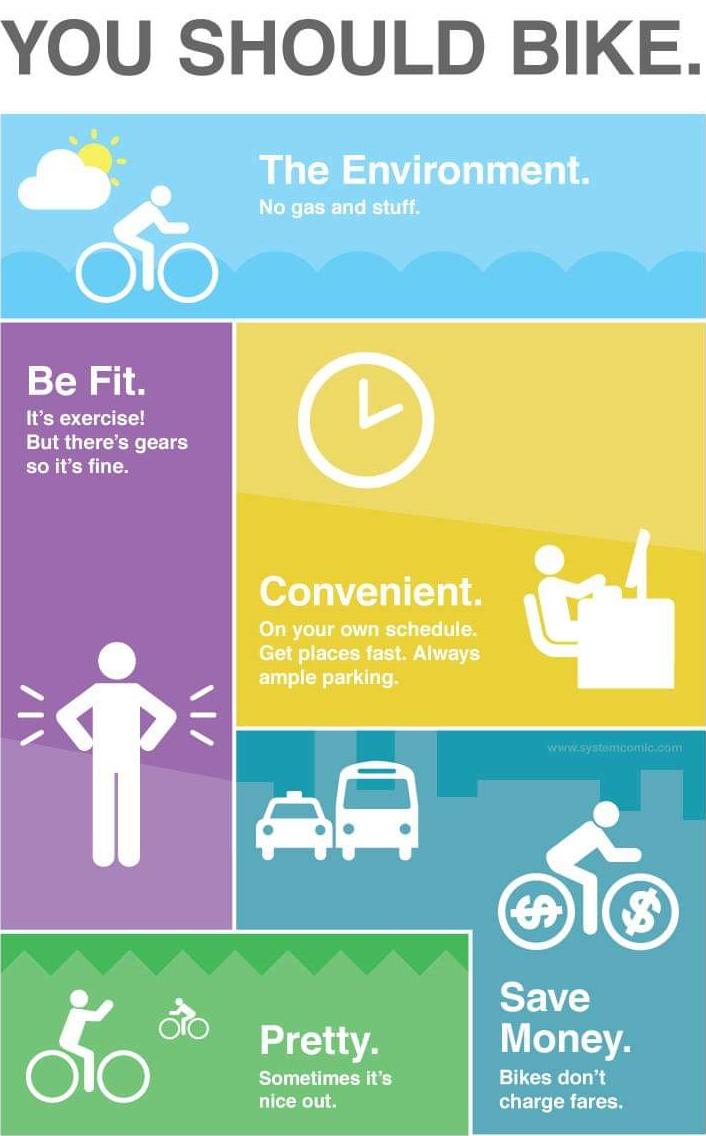 YOU SHOULD BIKE.
The Environment.
No gas and stuff.
Be Fit.
It's exercise!
But there's gears
so it's fine.
Convenient.
On your own schedule.
Get places fast. Always
ample parking.
www.systemcomic.com
$ $
Save
Money.
Bikes don't
charge fares.
Pretty.
Sometimes it's
nice out.